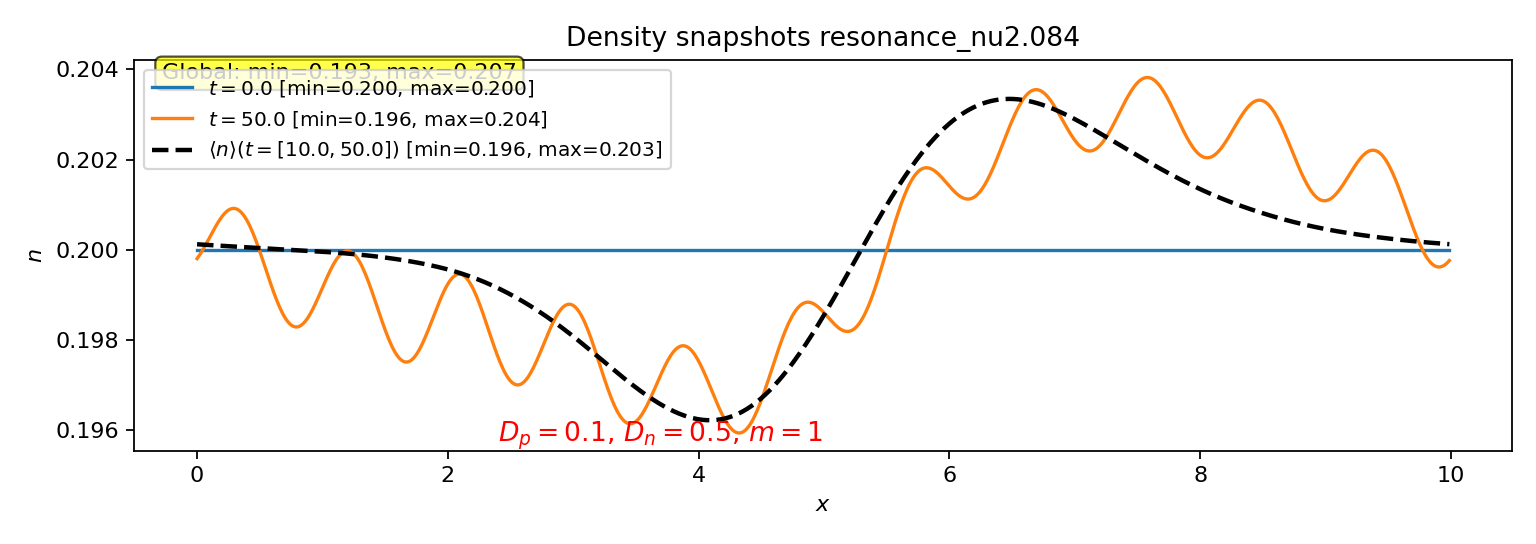 Density snapshots resonance_nu2.084
Global: min=0.193, max=0.207
t = 0.0 [min=0.200, max=0.200]
t = 50.0 [min=0.196, max=0.204]
⟨n⟩(t = [10.0, 50.0]) [min=0.196, max=0.203]
0.204
0.202
0.200
0.198
0.196
n
D_p = 0.1, D_n = 0.5, m = 1
0 2 4 6 8 10
x